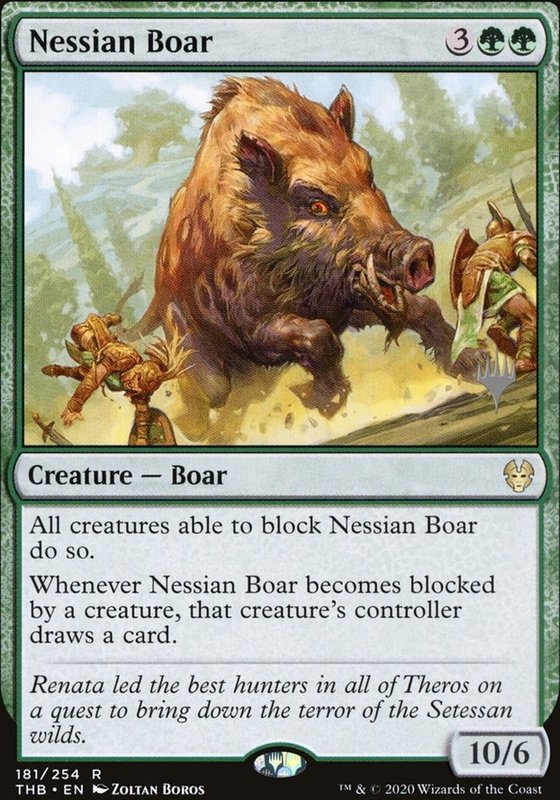 Nessian Boar 3
Creature — Boar
All creatures able to block Nessian Boar
do so.
Whenever Nessian Boar becomes blocked
by a creature, that creature's controller
draws a card.
Renata led the best hunters in all of Theros on
a quest to bring down the terror of the Setessan
wilds.
10/6
181/254 R
THB • EN Zoltan Boros
™ & © 2020 Wizards of the Coast